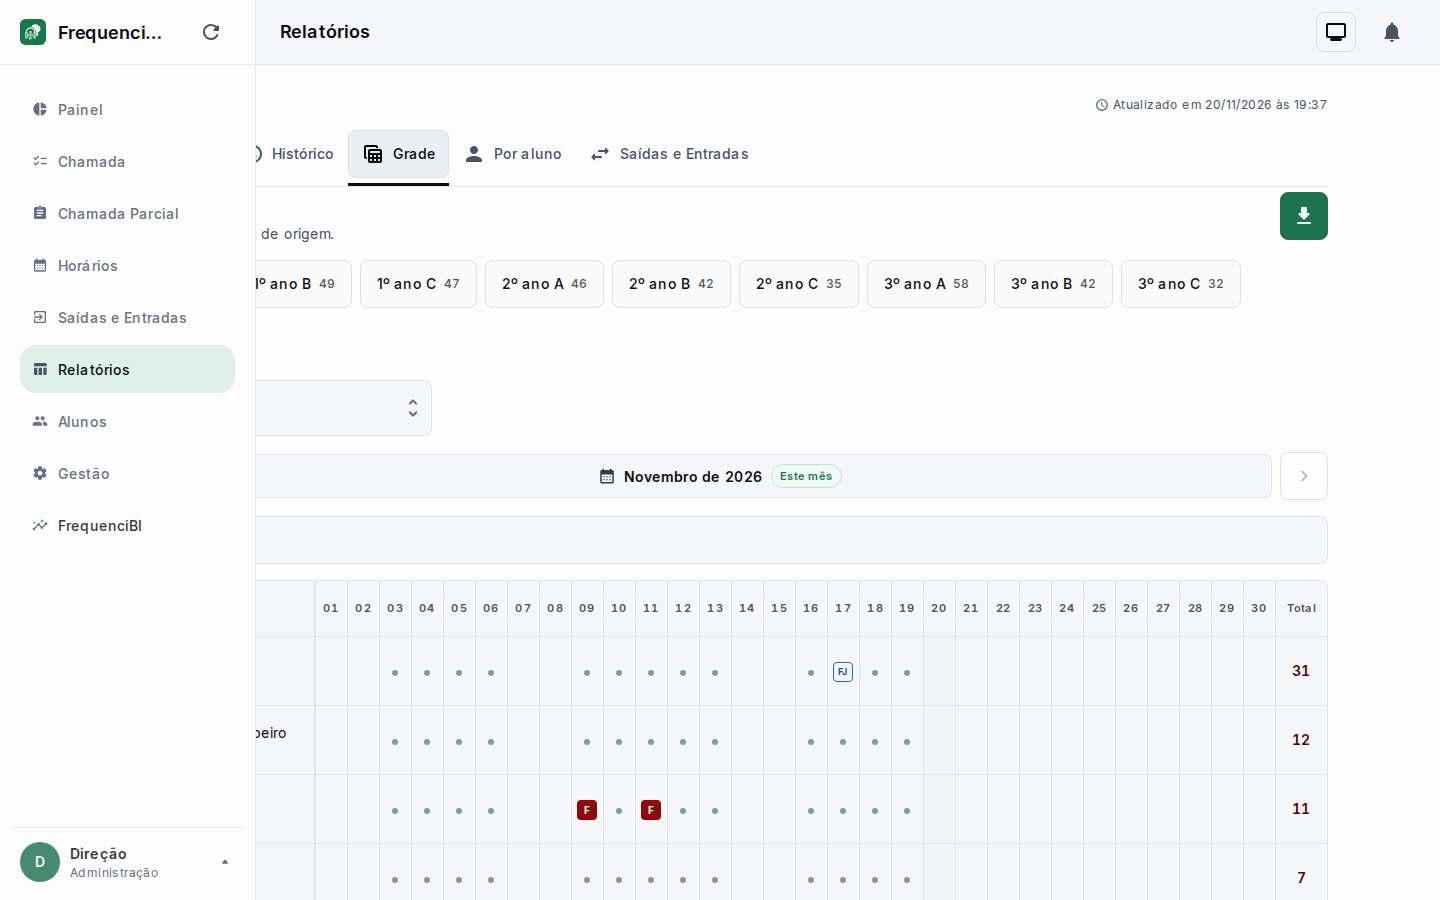 Frequenci...
Relatórios
Painel
Chamada
Chamada Parcial
Horários
Saídas e Entradas
Relatórios
Alunos
Gestão
FrequenciBI
D
Direção
Administração
Atualizado em 20/11/2026 às 19:37
Histórico
Grade
Por aluno
Saídas e Entradas
de origem.
1º ano B 49
1º ano C 47
2º ano A 46
2º ano B 42
2º ano C 35
3º ano A 58
3º ano B 42
3º ano C 32
Novembro de 2026 Este mês
01 02 03 04 05 06 07 08 09 10 11 12 13 14 15 16 17 18 19 20 21 22 23 24 25 26 27 28 29 30 Total
FJ 31
12
F F 11
7